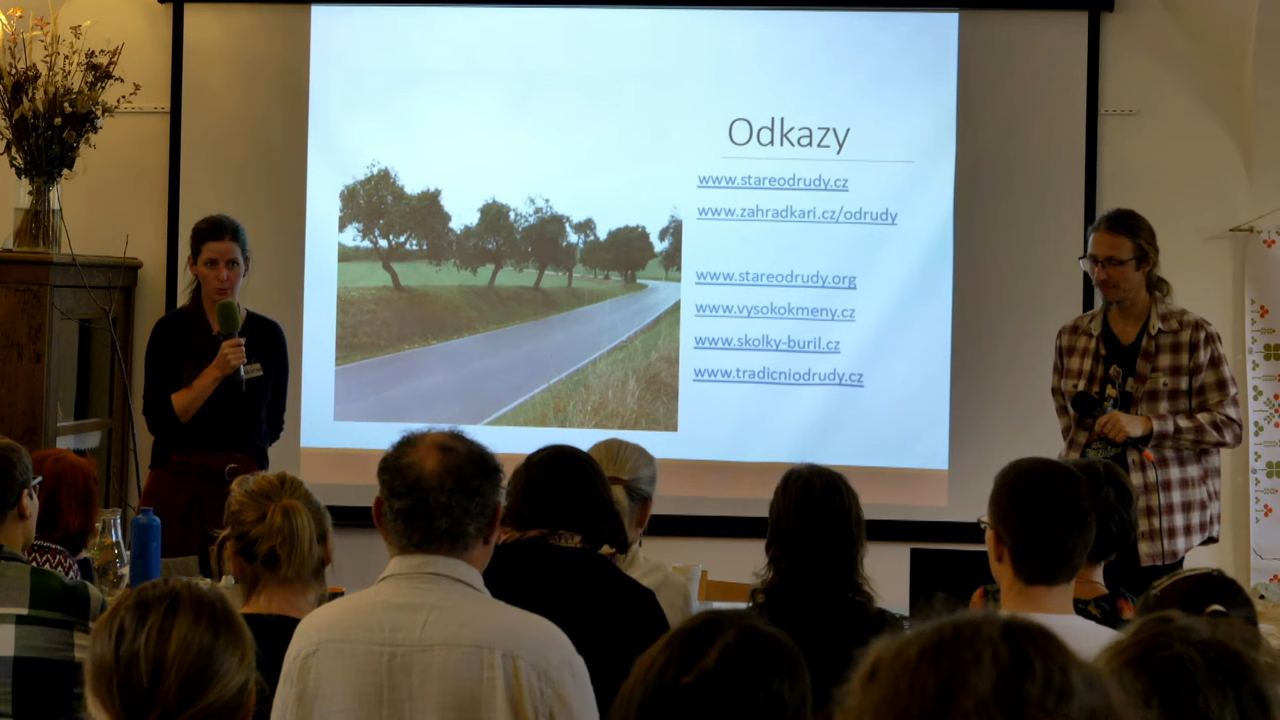 Odkazy
www.stareodrudy.cz
www.zahradkari.cz/odrudy
www.stareodrudy.org
www.vysokokmeny.cz
www.skolky-buril.cz
www.tradicniodrudy.cz